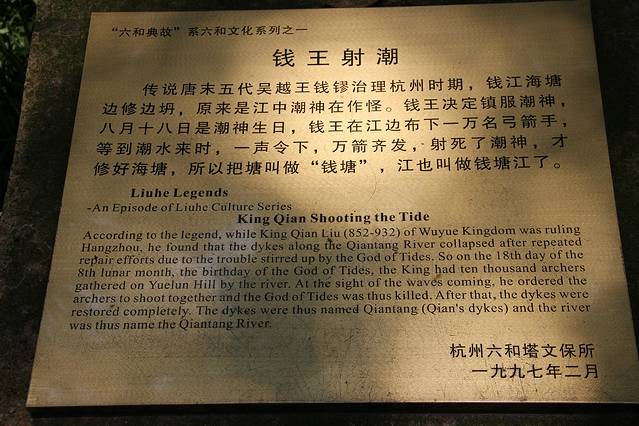 “六和典故”系六和文化系列之一
钱王射潮
传说唐末五代吴越王钱镠治理杭州时期，钱江海塘
边修边坍，原来是江中潮神在作怪。钱王决定镇服潮神，
八月十八日是潮神生日，钱王在江边布下一万名弓箭手，
等到潮水来时，一声令下，万箭齐发，射死了潮神，才
修好海塘，所以把塘叫做“钱塘”，江也叫做钱塘江了。
Liuhe Legends
-An Episode of Liuhe Culture Series
King Qian Shooting the Tide
According to the legend, while King Qian Liu (852-932) of Wuyue Kingdom was ruling
Hangzhou, he found that the dykes along the Qiantang River collapsed after repeated
repair efforts due to the trouble stirred up by the God of Tides. So on the 18th day of the
8th lunar month, the birthday of the God of Tides, the King had ten thousand archers
gathered on Yuelun Hill by the river. At the sight of the waves coming, he ordered the
archers to shoot together and the God of Tides was thus killed. After that, the dykes were
restored completely. The dykes were thus named Qiantang (Qian's dykes) and the river
was thus name the Qiantang River.
杭州六和塔文保所
一九九七年二月